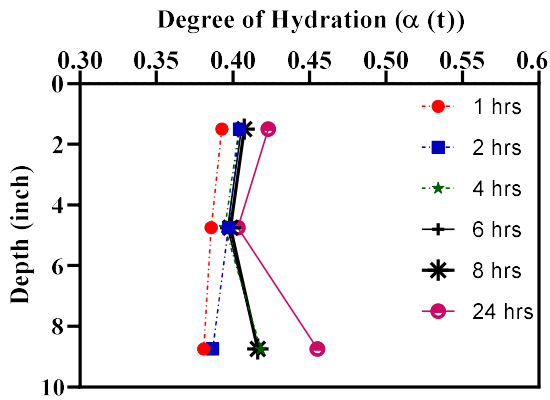 Degree of Hydration (α (t))
0.30 0.35 0.40 0.45 0.50 0.55 0.6
0
2
4
6
8
10
Depth (inch)
1 hrs
2 hrs
4 hrs
6 hrs
8 hrs
24 hrs